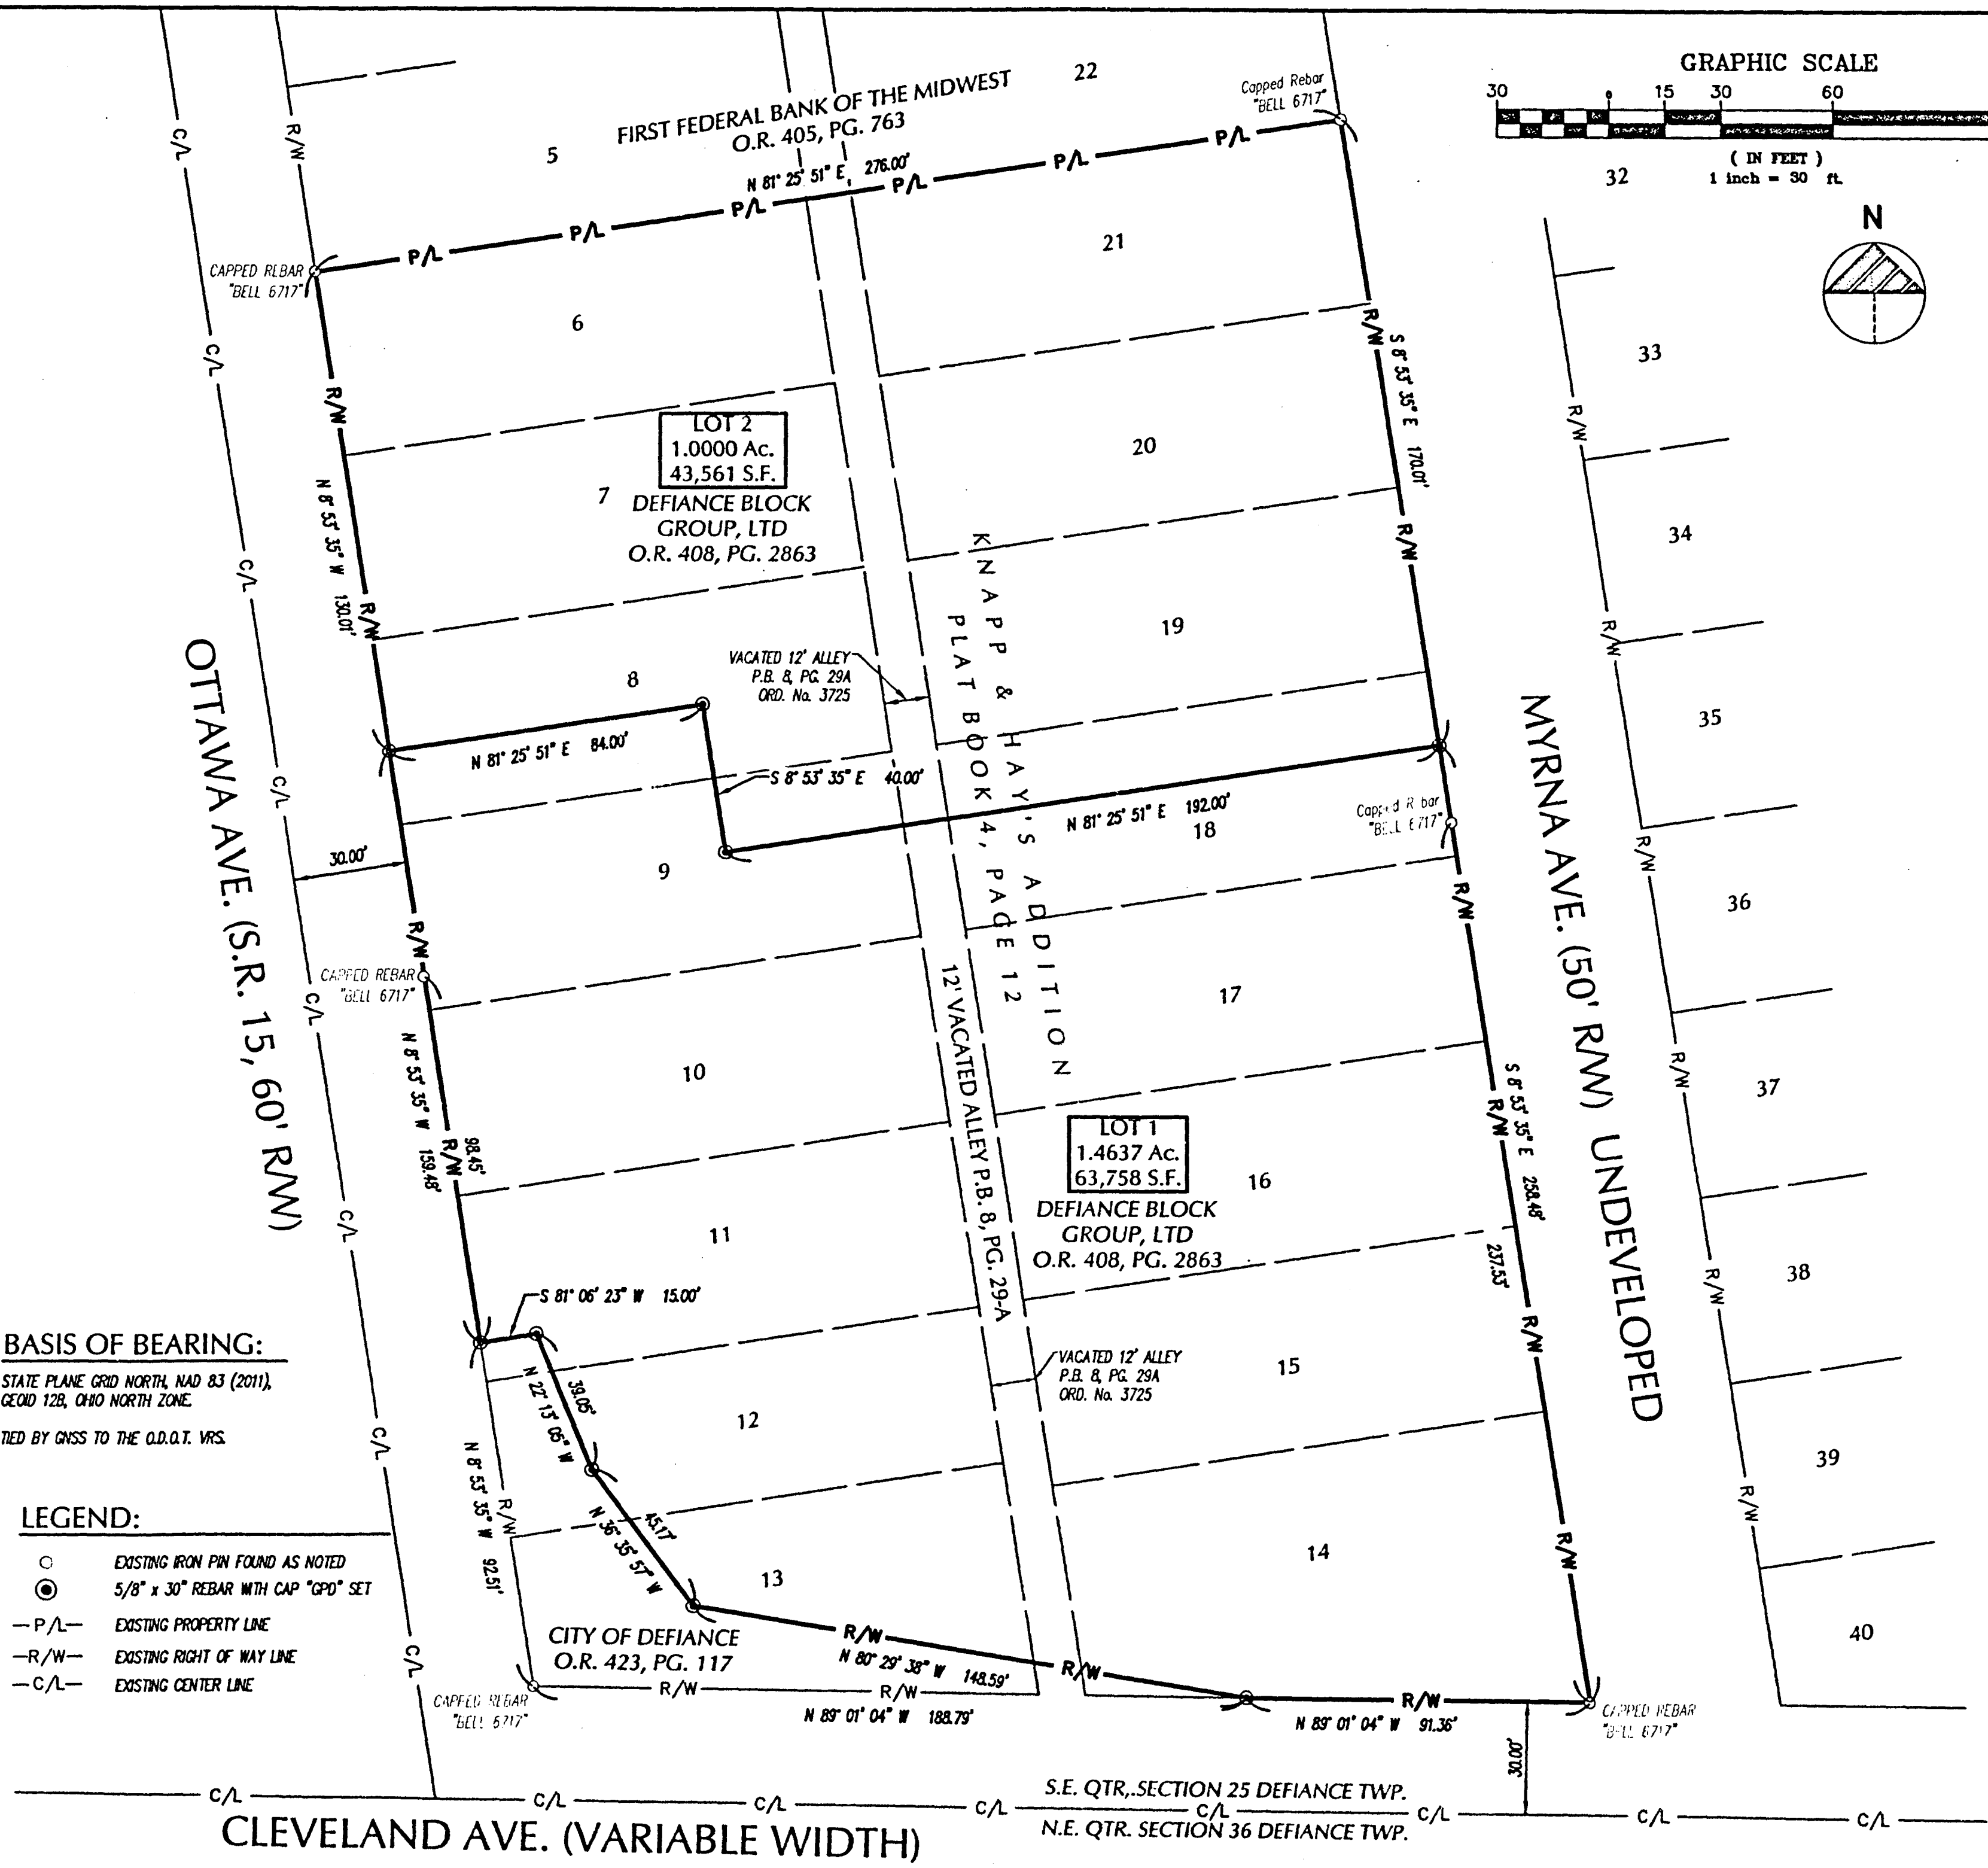 GRAPHIC SCALE
30 0 15 30 60
( IN FEET )
1 inch = 30 ft.
N
5
22
FIRST FEDERAL BANK OF THE MIDWEST
O.R. 405, PG. 763
N 81° 25' 51" E, 276.00'
Capped Rebar
"BELL 6717"
P/L
P/L
P/L
P/L
P/L
P/L
CAPPED REBAR
"BELL 6717"
6
21
32
33
34
35
36
37
38
39
40
LOT 2
1.0000 Ac.
43,561 S.F.
DEFIANCE BLOCK
GROUP, LTD
O.R. 408, PG. 2863
7
20
19
8
S 8° 53' 35" E 170.01'
N 8° 53' 35" W 130.01'
VACATED 12' ALLEY
P.B. 8, PG. 29A
ORD. No. 3725
KNAPP & HAY'S ADDITION
PLAT BOOK 4, PAGE 12
N 81° 25' 51" E 84.00'
S 8° 53' 35" E 40.00'
N 81° 25' 51" E 192.00'
18
"BELL 6717"
30.00'
9
CAPPED REBAR
"BELL 6717"
OTTAWA AVE. (S.R. 15, 60' R/W)
MYRNA AVE. (50' R/W) UNDEVELOPED
12' VACATED ALLEY P.B. 8, PG. 29-A
10
17
N 8° 53' 35" W 159.48'
98.45'
LOT 1
1.4637 Ac.
63,758 S.F.
DEFIANCE BLOCK
GROUP, LTD
O.R. 408, PG. 2863
16
11
S 8° 53' 35" E 258.48'
237.53'
S 81° 06' 23" W 15.00'
39.05'
N 22° 13' 05" W
12
VACATED 12' ALLEY
P.B. 8, PG. 29A
ORD. No. 3725
15
N 8° 53' 35" W 92.51'
45.17'
N 36° 35' 57" W
13
14
CITY OF DEFIANCE
O.R. 423, PG. 117
R/W
N 80° 29' 38" W 148.59'
R/W
CAPPED REBAR
"BELL 6717"
R/W R/W
N 89° 01' 04" W 188.79'
R/W
N 89° 01' 04" W 91.36'
CAPPED REBAR
"BELL 6717"
30.00'
BASIS OF BEARING:
STATE PLANE GRID NORTH, NAD 83 (2011),
GEOID 12B, OHIO NORTH ZONE.
TIED BY GNSS TO THE O.D.O.T. VRS.
LEGEND:
EXISTING IRON PIN FOUND AS NOTED
5/8" x 30" REBAR WITH CAP "GPD" SET
P/L EXISTING PROPERTY LINE
R/W EXISTING RIGHT OF WAY LINE
C/L EXISTING CENTER LINE
C/L C/L C/L C/L C/L C/L C/L C/L
S.E. QTR,.SECTION 25 DEFIANCE TWP.
N.E. QTR. SECTION 36 DEFIANCE TWP.
CLEVELAND AVE. (VARIABLE WIDTH)